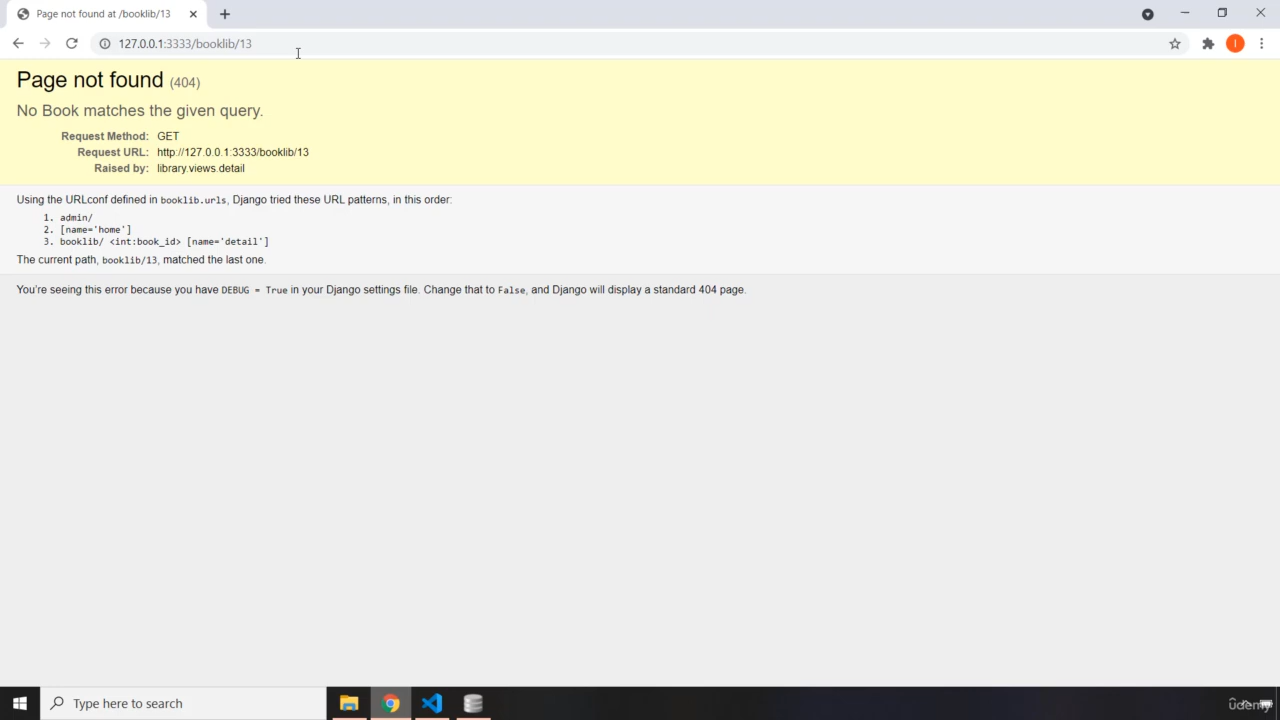 Page not found at /booklib/13
127.0.0.1:3333/booklib/13
Page not found (404)
No Book matches the given query.
Request Method: GET
Request URL: http://127.0.0.1:3333/booklib/13
Raised by: library.views.detail
Using the URLconf defined in booklib.urls, Django tried these URL patterns, in this order:
1. admin/
2. [name='home']
3. booklib/ <int:book_id> [name='detail']
The current path, booklib/13, matched the last one.
You're seeing this error because you have DEBUG = True in your Django settings file. Change that to False, and Django will display a standard 404 page.
Type here to search
udemy